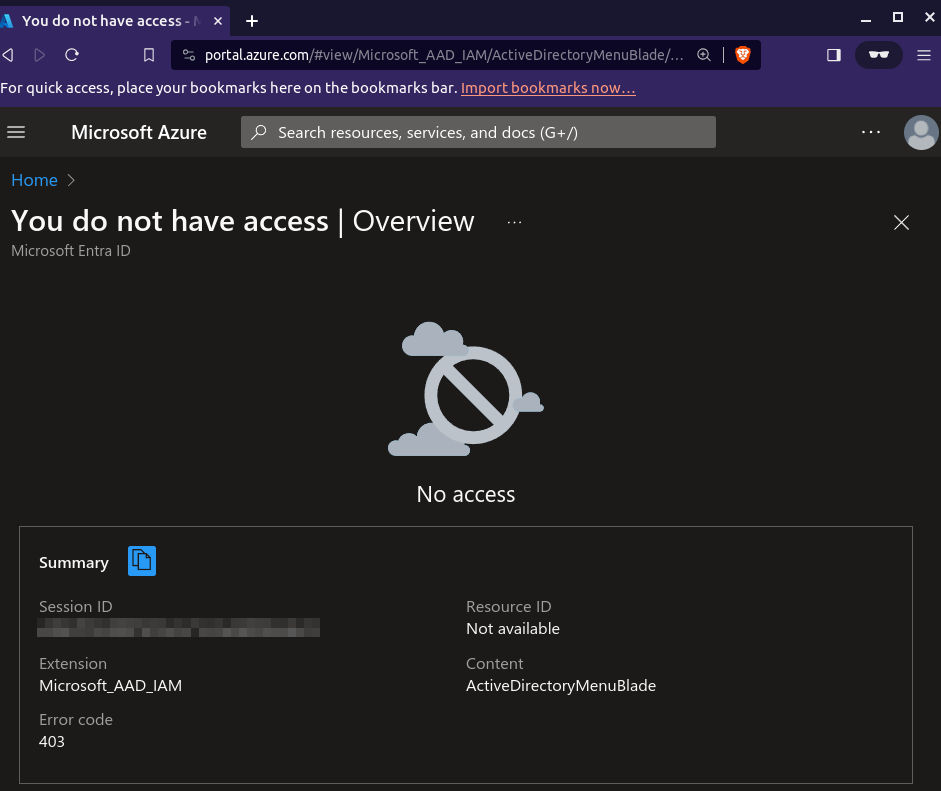 You do not have access - M
portal.azure.com/#view/Microsoft_AAD_IAM/ActiveDirectoryMenuBlade/...
For quick access, place your bookmarks here on the bookmarks bar. Import bookmarks now...
Microsoft Azure
Search resources, services, and docs (G+/)
Home
You do not have access | Overview
Microsoft Entra ID
No access
Summary
Session ID
Resource ID
Not available
Extension
Microsoft_AAD_IAM
Content
ActiveDirectoryMenuBlade
Error code
403